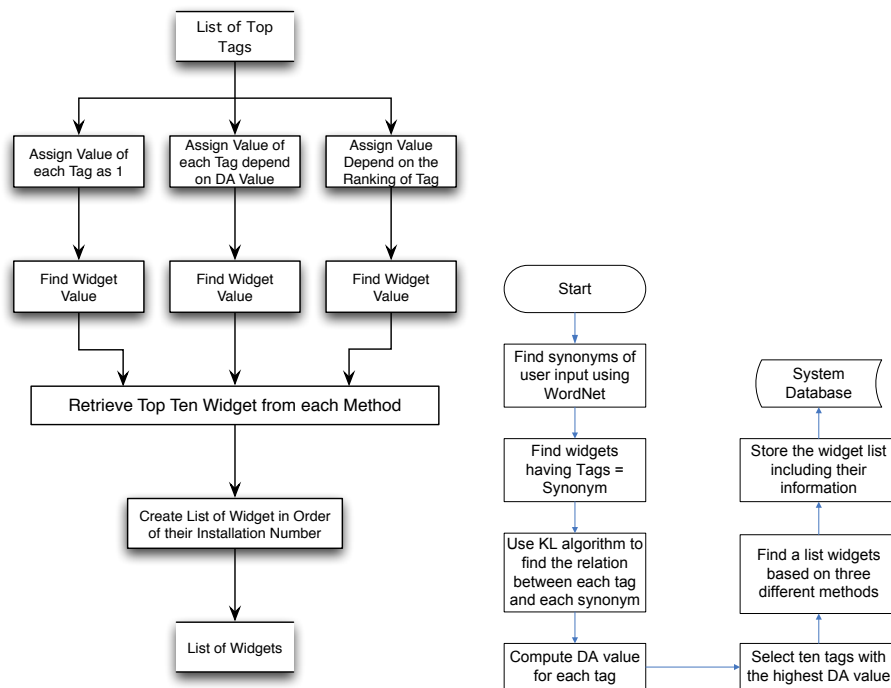 List of Top
Tags
Assign Value of
each Tag as 1
Assign Value of
each Tag depend
on DA Value
Assign Value
Depend on the
Ranking of Tag
Find Widget
Value
Find Widget
Value
Find Widget
Value
Retrieve Top Ten Widget from each Method
Create List of Widget in Order
of their Installation Number
List of Widgets
Start
Find synonyms of
user input using
WordNet
Find widgets
having Tags =
Synonym
Use KL algorithm to
find the relation
between each tag
and each synonym
Compute DA value
for each tag
Select ten tags with
the highest DA value
Find a list widgets
based on three
different methods
Store the widget list
including their
information
System
Database